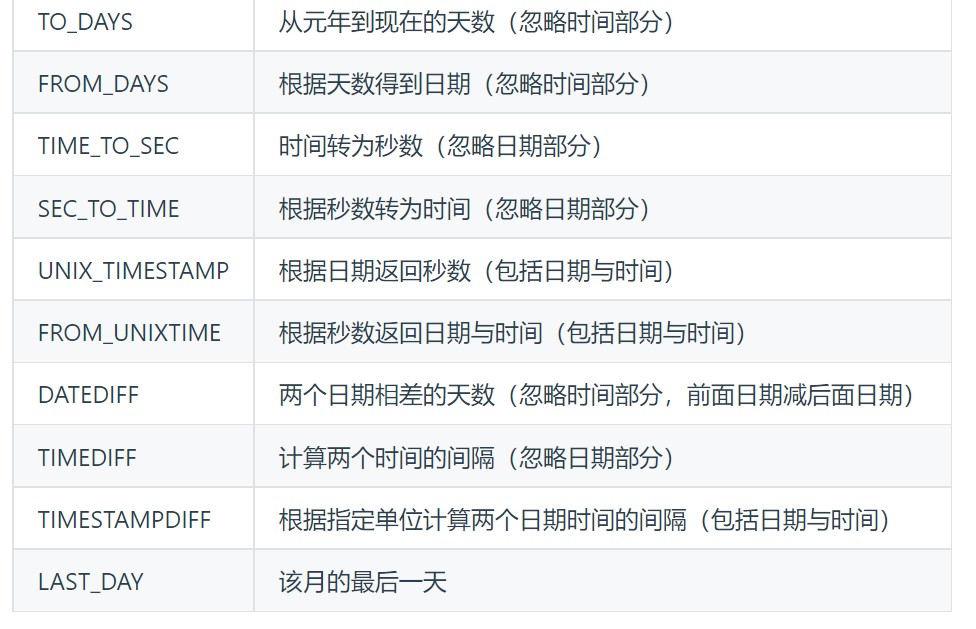 TO_DAYS 从元年到现在的天数（忽略时间部分）
FROM_DAYS 根据天数得到日期（忽略时间部分）
TIME_TO_SEC 时间转为秒数（忽略日期部分）
SEC_TO_TIME 根据秒数转为时间（忽略日期部分）
UNIX_TIMESTAMP 根据日期返回秒数（包括日期与时间）
FROM_UNIXTIME 根据秒数返回日期与时间（包括日期与时间）
DATEDIFF 两个日期相差的天数（忽略时间部分，前面日期减后面日期）
TIMEDIFF 计算两个时间的间隔（忽略日期部分）
TIMESTAMPDIFF 根据指定单位计算两个日期时间的间隔（包括日期与时间）
LAST_DAY 该月的最后一天